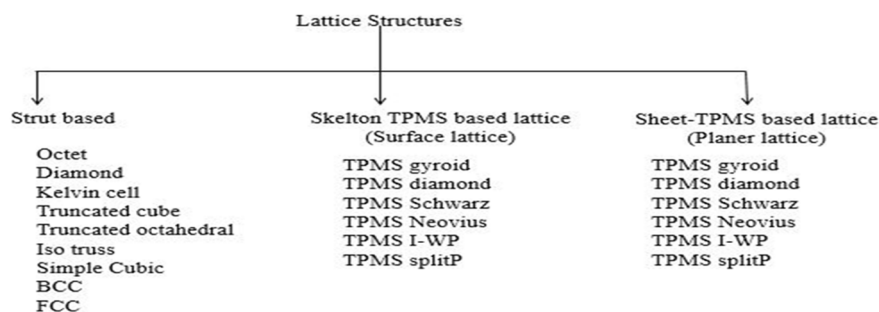 Lattice Structures
Strut based
Octet
Diamond
Kelvin cell
Truncated cube
Truncated octahedral
Iso truss
Simple Cubic
BCC
FCC
Skelton TPMS based lattice
(Surface lattice)
TPMS gyroid
TPMS diamond
TPMS Schwarz
TPMS Neovius
TPMS I-WP
TPMS splitP
Sheet-TPMS based lattice
(Planer lattice)
TPMS gyroid
TPMS diamond
TPMS Schwarz
TPMS Neovius
TPMS I-WP
TPMS splitP